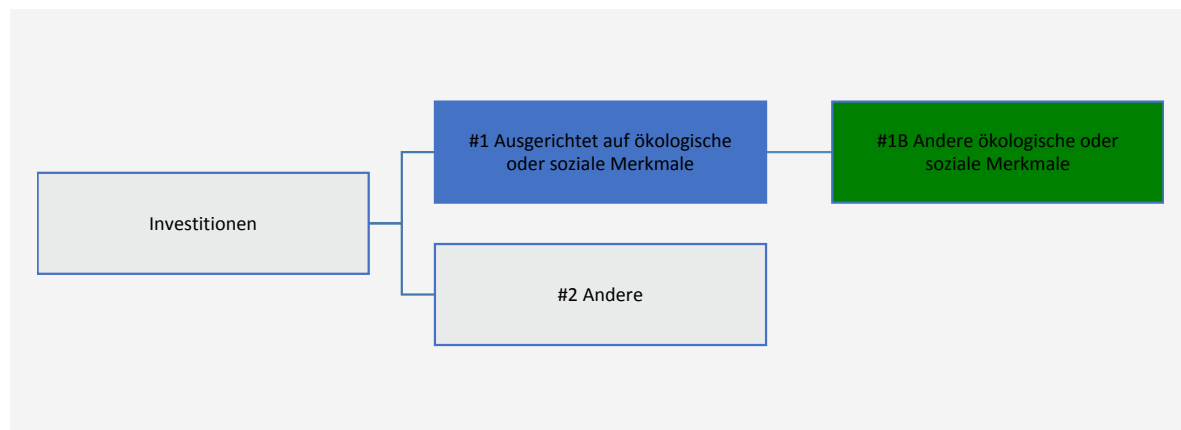 #1 Ausgerichtet auf ökologische
oder soziale Merkmale
#1B Andere ökologische oder
soziale Merkmale
Investitionen
#2 Andere